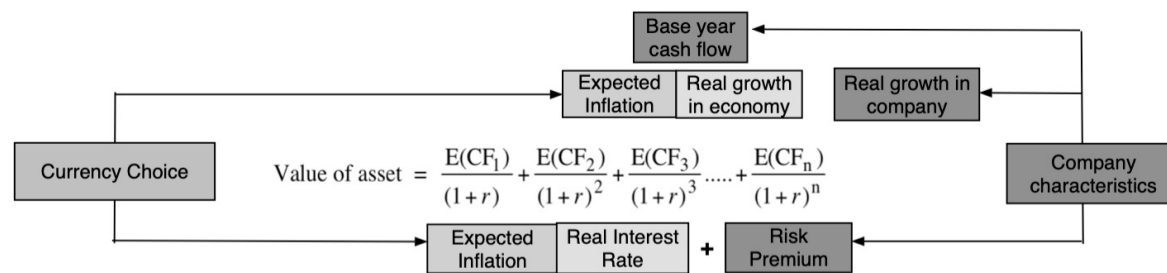 Base year
cash flow
Expected
Inflation
Real growth
in economy
Real growth in
company
Currency Choice
Value of asset = E(CF₁)/(1+r) + E(CF₂)/(1+r)² + E(CF₃)/(1+r)³ ..... + E(CFₙ)/(1+r)ⁿ
Company
characteristics
Expected
Inflation
Real Interest
Rate
+
Risk
Premium